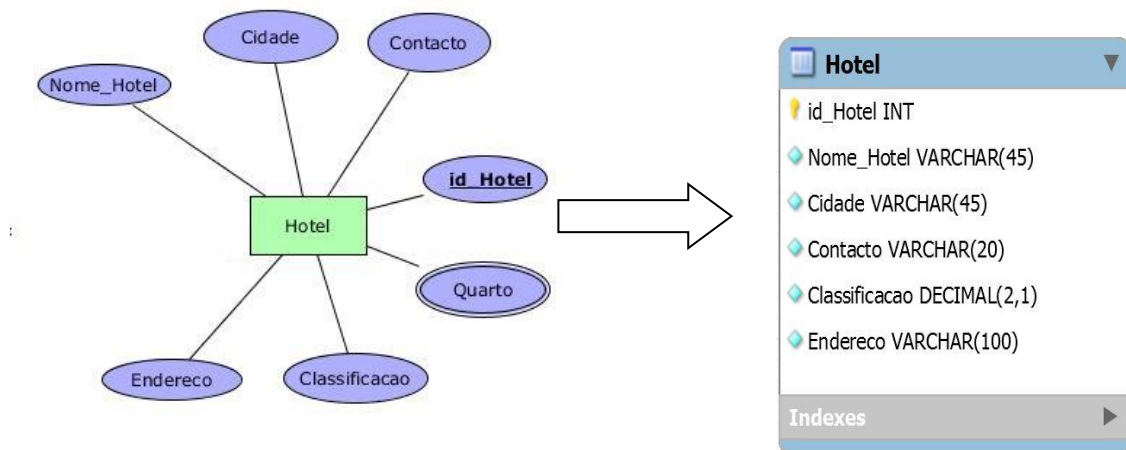 Cidade
Contacto
Nome_Hotel
id_Hotel
Hotel
Quarto
Endereco
Classificacao
Hotel
id_Hotel INT
Nome_Hotel VARCHAR(45)
Cidade VARCHAR(45)
Contacto VARCHAR(20)
Classificacao DECIMAL(2,1)
Endereco VARCHAR(100)
Indexes